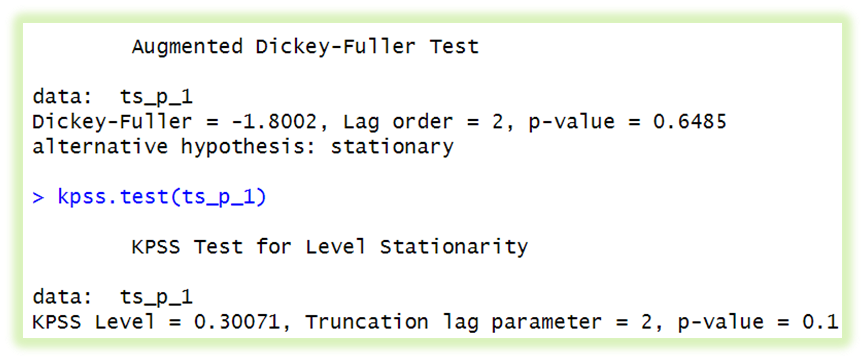 Augmented Dickey-Fuller Test
data: ts_p_1
Dickey-Fuller = -1.8002, Lag order = 2, p-value = 0.6485
alternative hypothesis: stationary
> kpss.test(ts_p_1)
KPSS Test for Level Stationarity
data: ts_p_1
KPSS Level = 0.30071, Truncation lag parameter = 2, p-value = 0.1